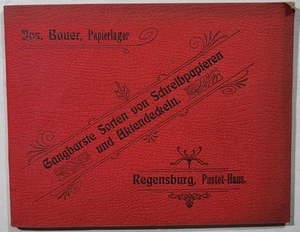 Jos. Bauer, Papierlager
Gangbarste Sorten von Schreibpapieren
und Aktendeckeln.
Regensburg, Pustet-Haus.